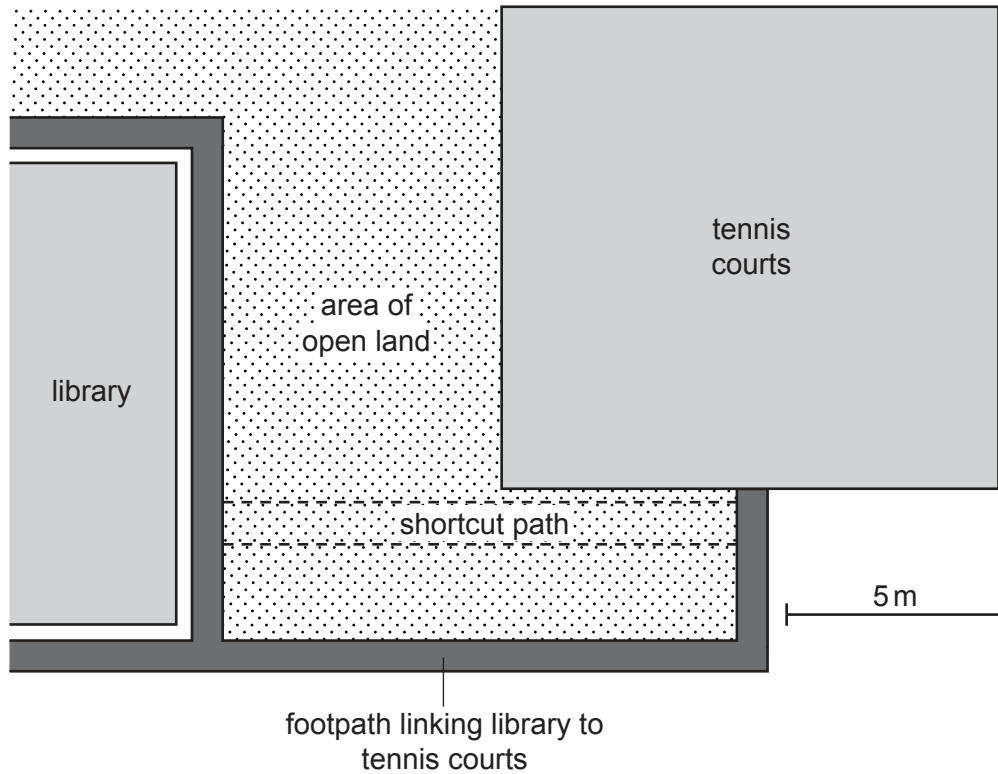 tennis
courts
area of
open land
library
shortcut path
5 m
footpath linking library to
tennis courts